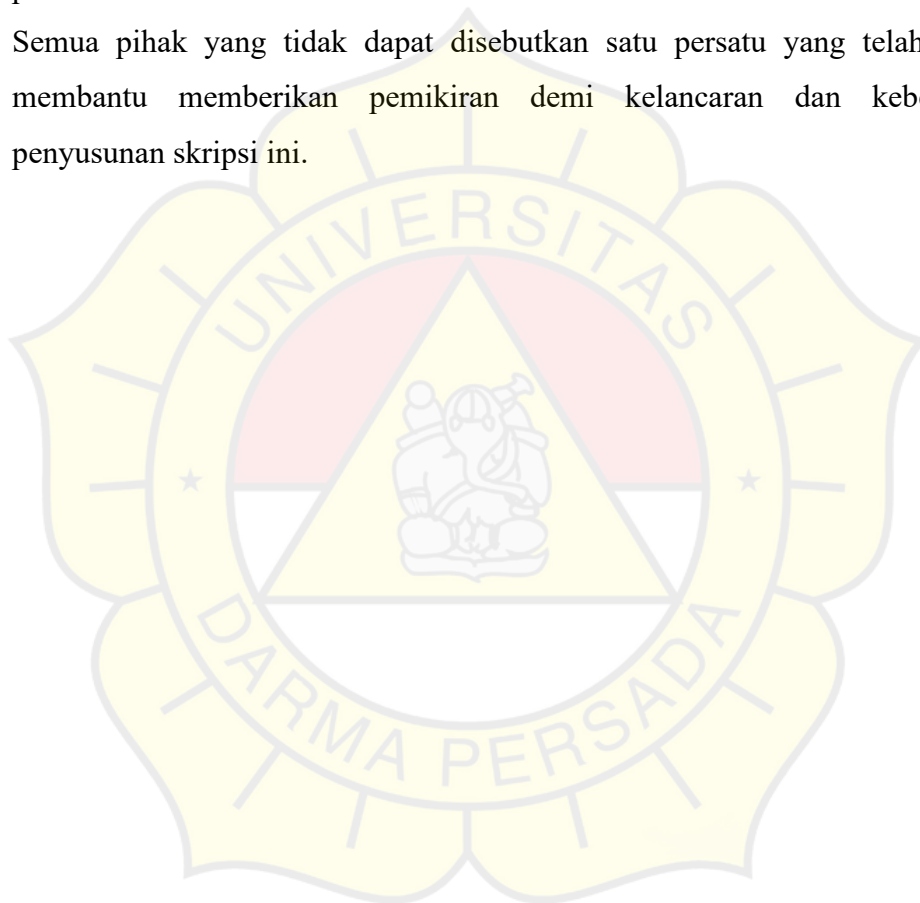 Semua pihak yang tidak dapat disebutkan satu persatu yang telah
membantu memberikan pemikiran demi kelancaran dan
penyusunan skripsi ini.
UNIVERSITAS
DARMA PERSADA